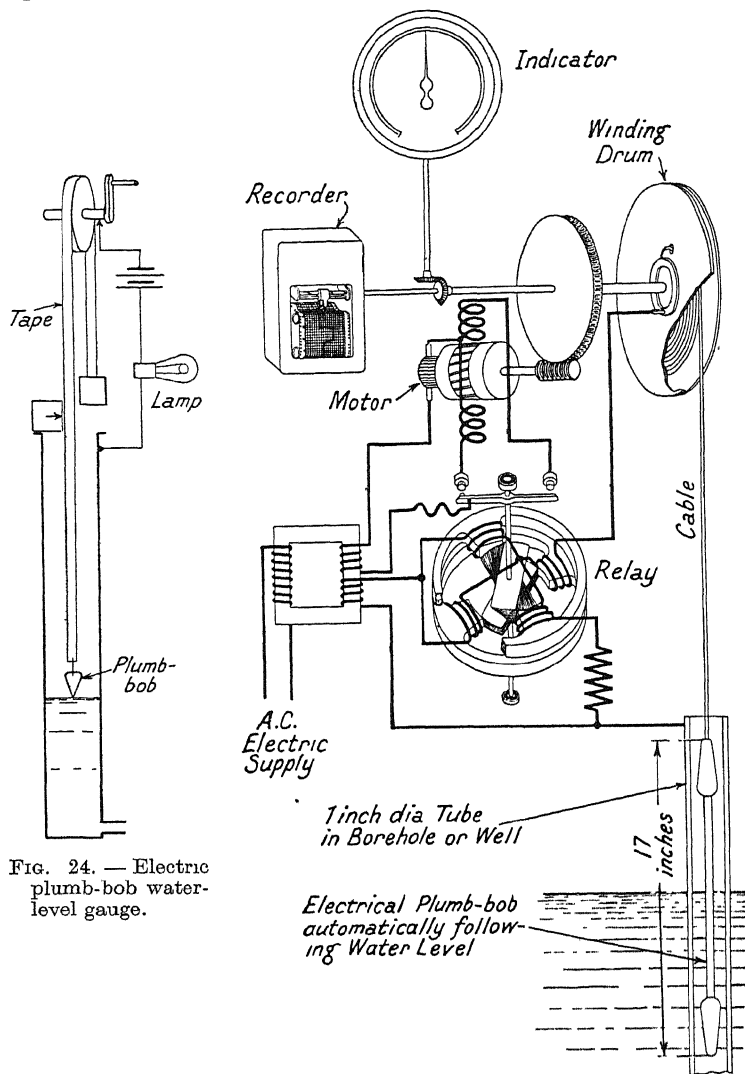 Indicator
Winding
Drum
Recorder
Tape
Lamp
Motor
Cable
Relay
Plumb-
bob
A.C.
Electric
Supply
1 inch dia Tube
in Borehole or Well
17
inches
FIG. 24. — Electric
plumb-bob water-
level gauge.
Electrical Plumb-bob
automatically follow-
ing Water Level